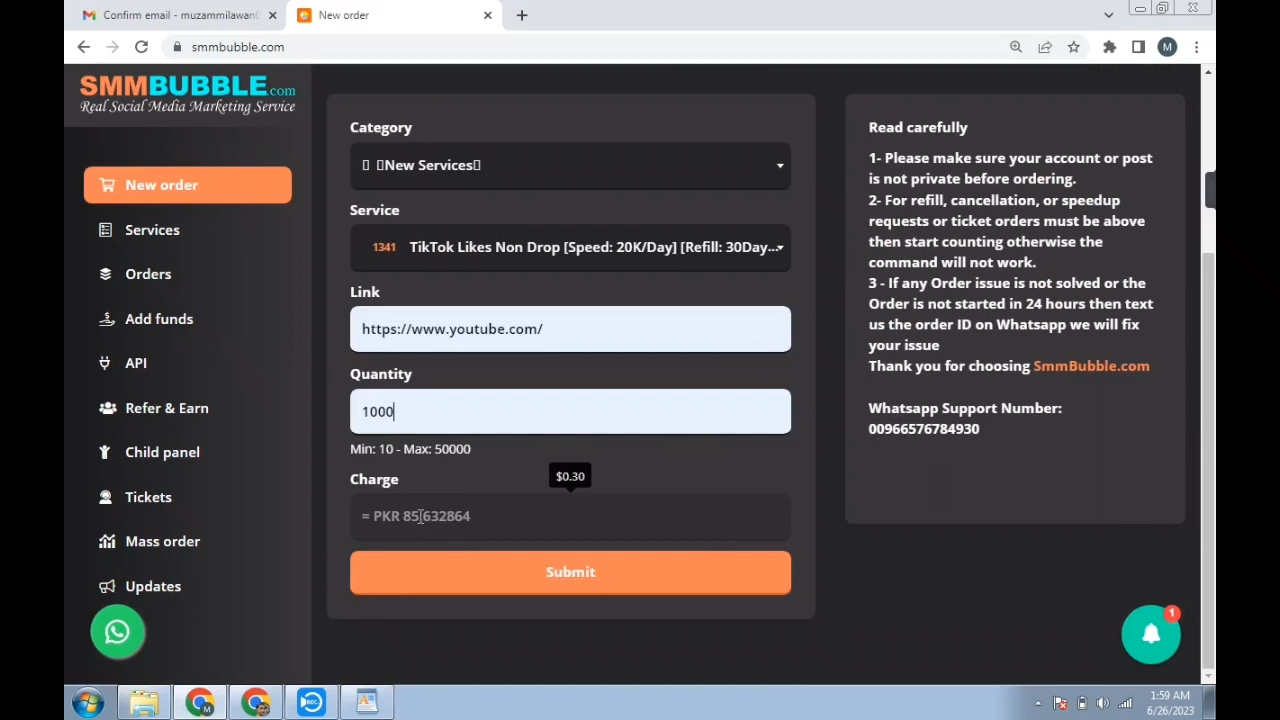 Confirm email - muzammilawan
New order
smmbubble.com
M
SMMBUBBLE.com
Real Social Media Marketing Service
New order
Services
Orders
Add funds
API
Refer & Earn
Child panel
Tickets
Mass order
Updates
Category
New Services
Service
1341 TikTok Likes Non Drop [Speed: 20K/Day] [Refill: 30Day...
Link
https://www.youtube.com/
Quantity
1000
Min: 10 - Max: 50000
Charge
$0.30
= PKR 85.632864
Submit
Read carefully
1- Please make sure your account or post
is not private before ordering.
2- For refill, cancellation, or speedup
requests or ticket orders must be above
then start counting otherwise the
command will not work.
3 - If any Order issue is not solved or the
Order is not started in 24 hours then text
us the order ID on Whatsapp we will fix
your issue
Thank you for choosing SmmBubble.com
Whatsapp Support Number:
00966576784930
1
REC
1:59 AM
6/26/2023